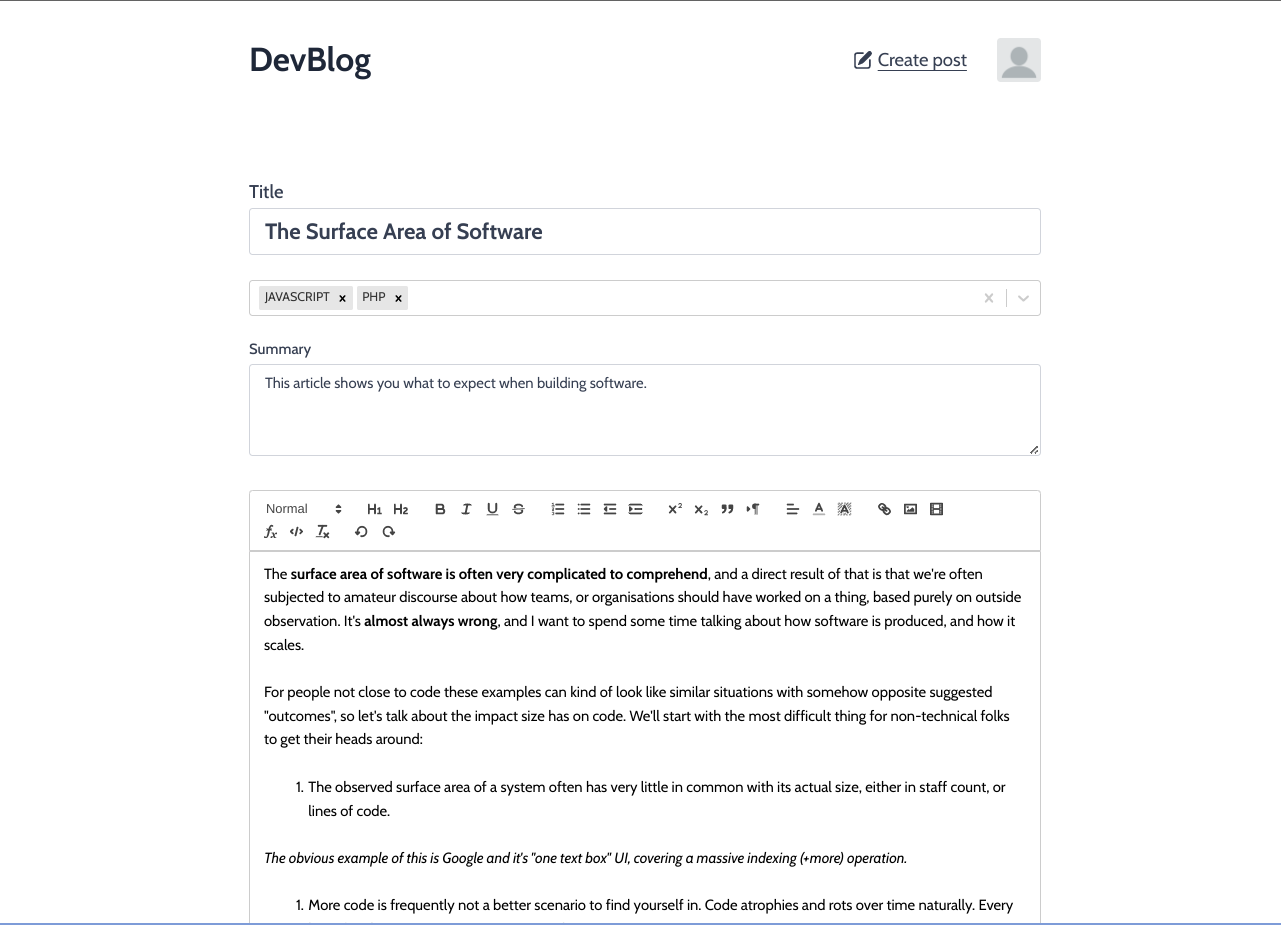 DevBlog
Create post
Title
The Surface Area of Software
JAVASCRIPT x PHP x
Summary
This article shows you what to expect when building software.
Normal H1 H2 B I U S x² x₂ A A
fx </> Tx
The surface area of software is often very complicated to comprehend, and a direct result of that is that we're often
subjected to amateur discourse about how teams, or organisations should have worked on a thing, based purely on outside
observation. It's almost always wrong, and I want to spend some time talking about how software is produced, and how it
scales.
For people not close to code these examples can kind of look like similar situations with somehow opposite suggested
"outcomes", so let's talk about the impact size has on code. We'll start with the most difficult thing for non-technical folks
to get their heads around:
1. The observed surface area of a system often has very little in common with its actual size, either in staff count, or
lines of code.
The obvious example of this is Google and it's "one text box" UI, covering a massive indexing (+more) operation.
1. More code is frequently not a better scenario to find yourself in. Code atrophies and rots over time naturally. Every